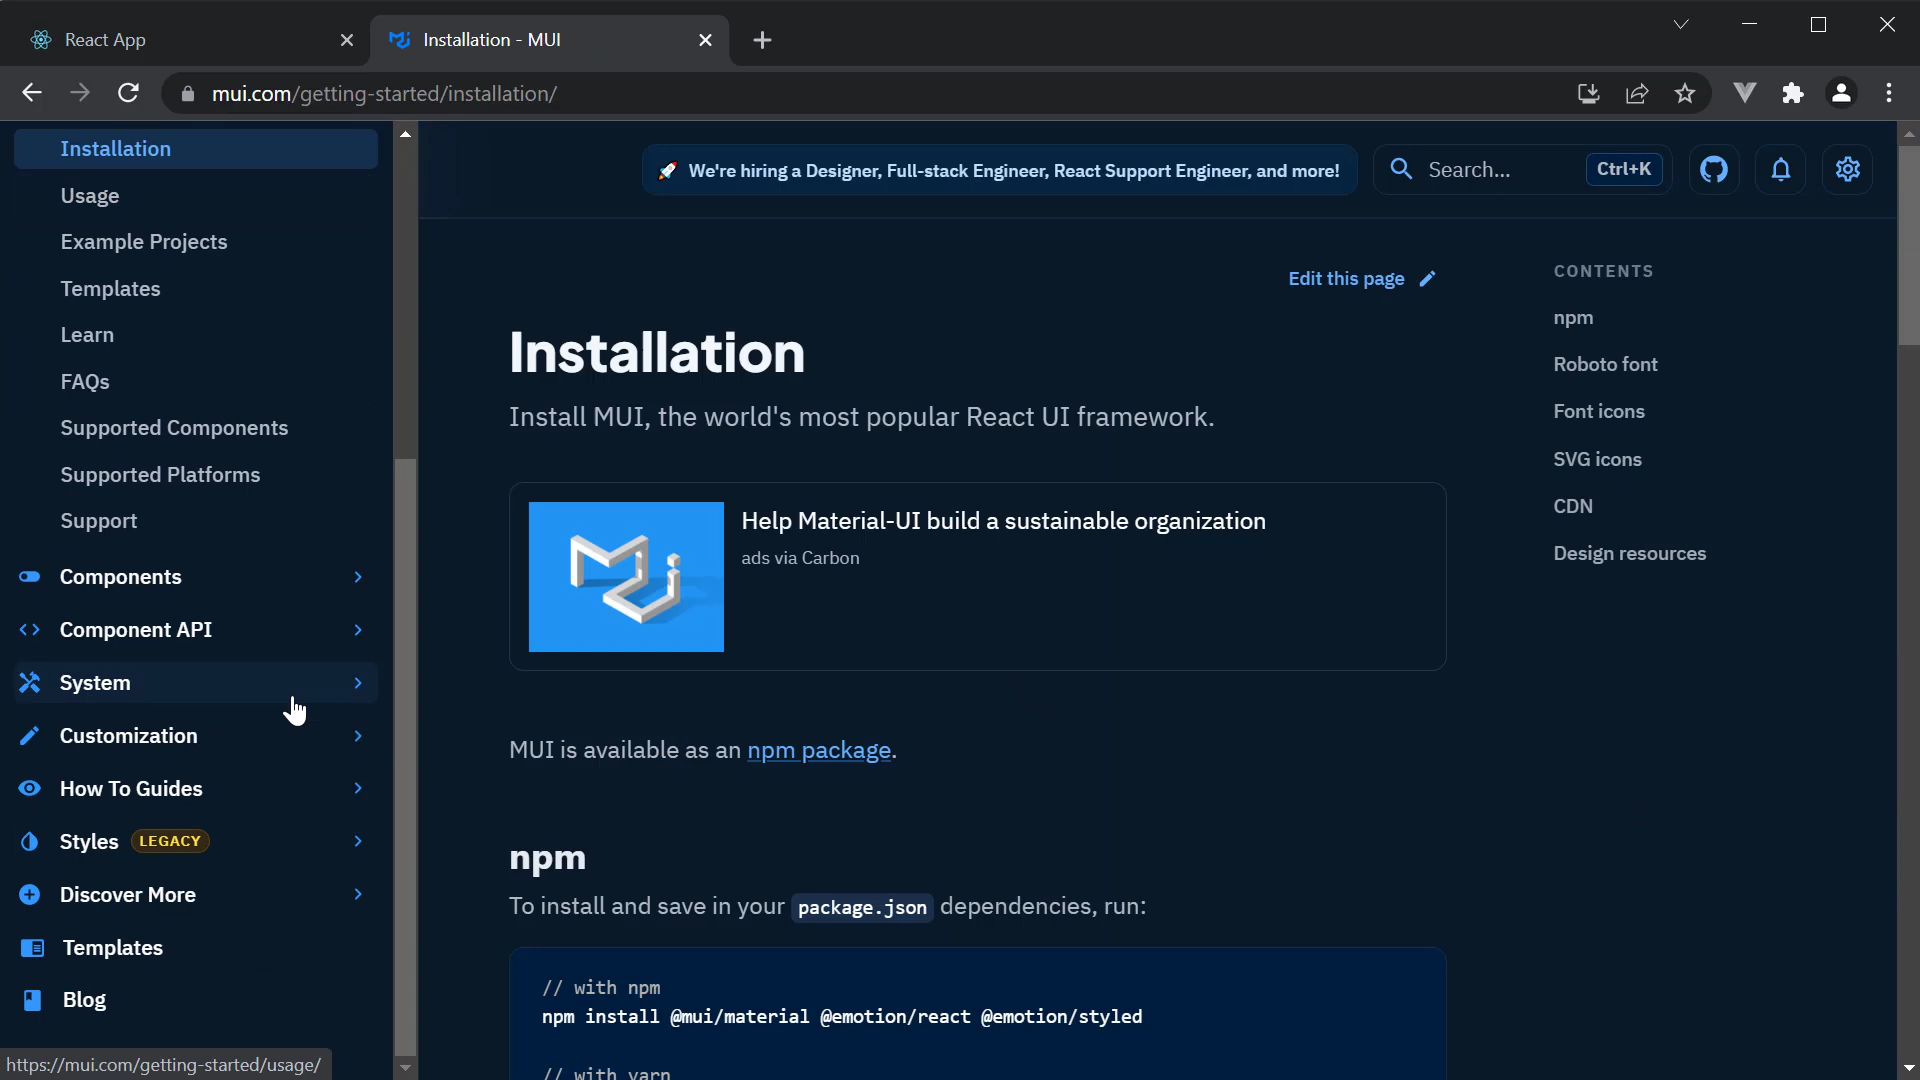 React App
Installation - MUI
mui.com/getting-started/installation/
Installation
Usage
Example Projects
Templates
Learn
FAQs
Supported Components
Supported Platforms
Support
Components
Component API
System
Customization
How To Guides
Styles LEGACY
Discover More
Templates
Blog
https://mui.com/getting-started/usage/
🚀 We're hiring a Designer, Full-stack Engineer, React Support Engineer, and more!
Search... Ctrl+K
Edit this page
Installation
Install MUI, the world's most popular React UI framework.
Help Material-UI build a sustainable organization
ads via Carbon
MUI is available as an npm package.
npm
To install and save in your package.json dependencies, run:
// with npm
npm install @mui/material @emotion/react @emotion/styled
// with yarn
CONTENTS
npm
Roboto font
Font icons
SVG icons
CDN
Design resources